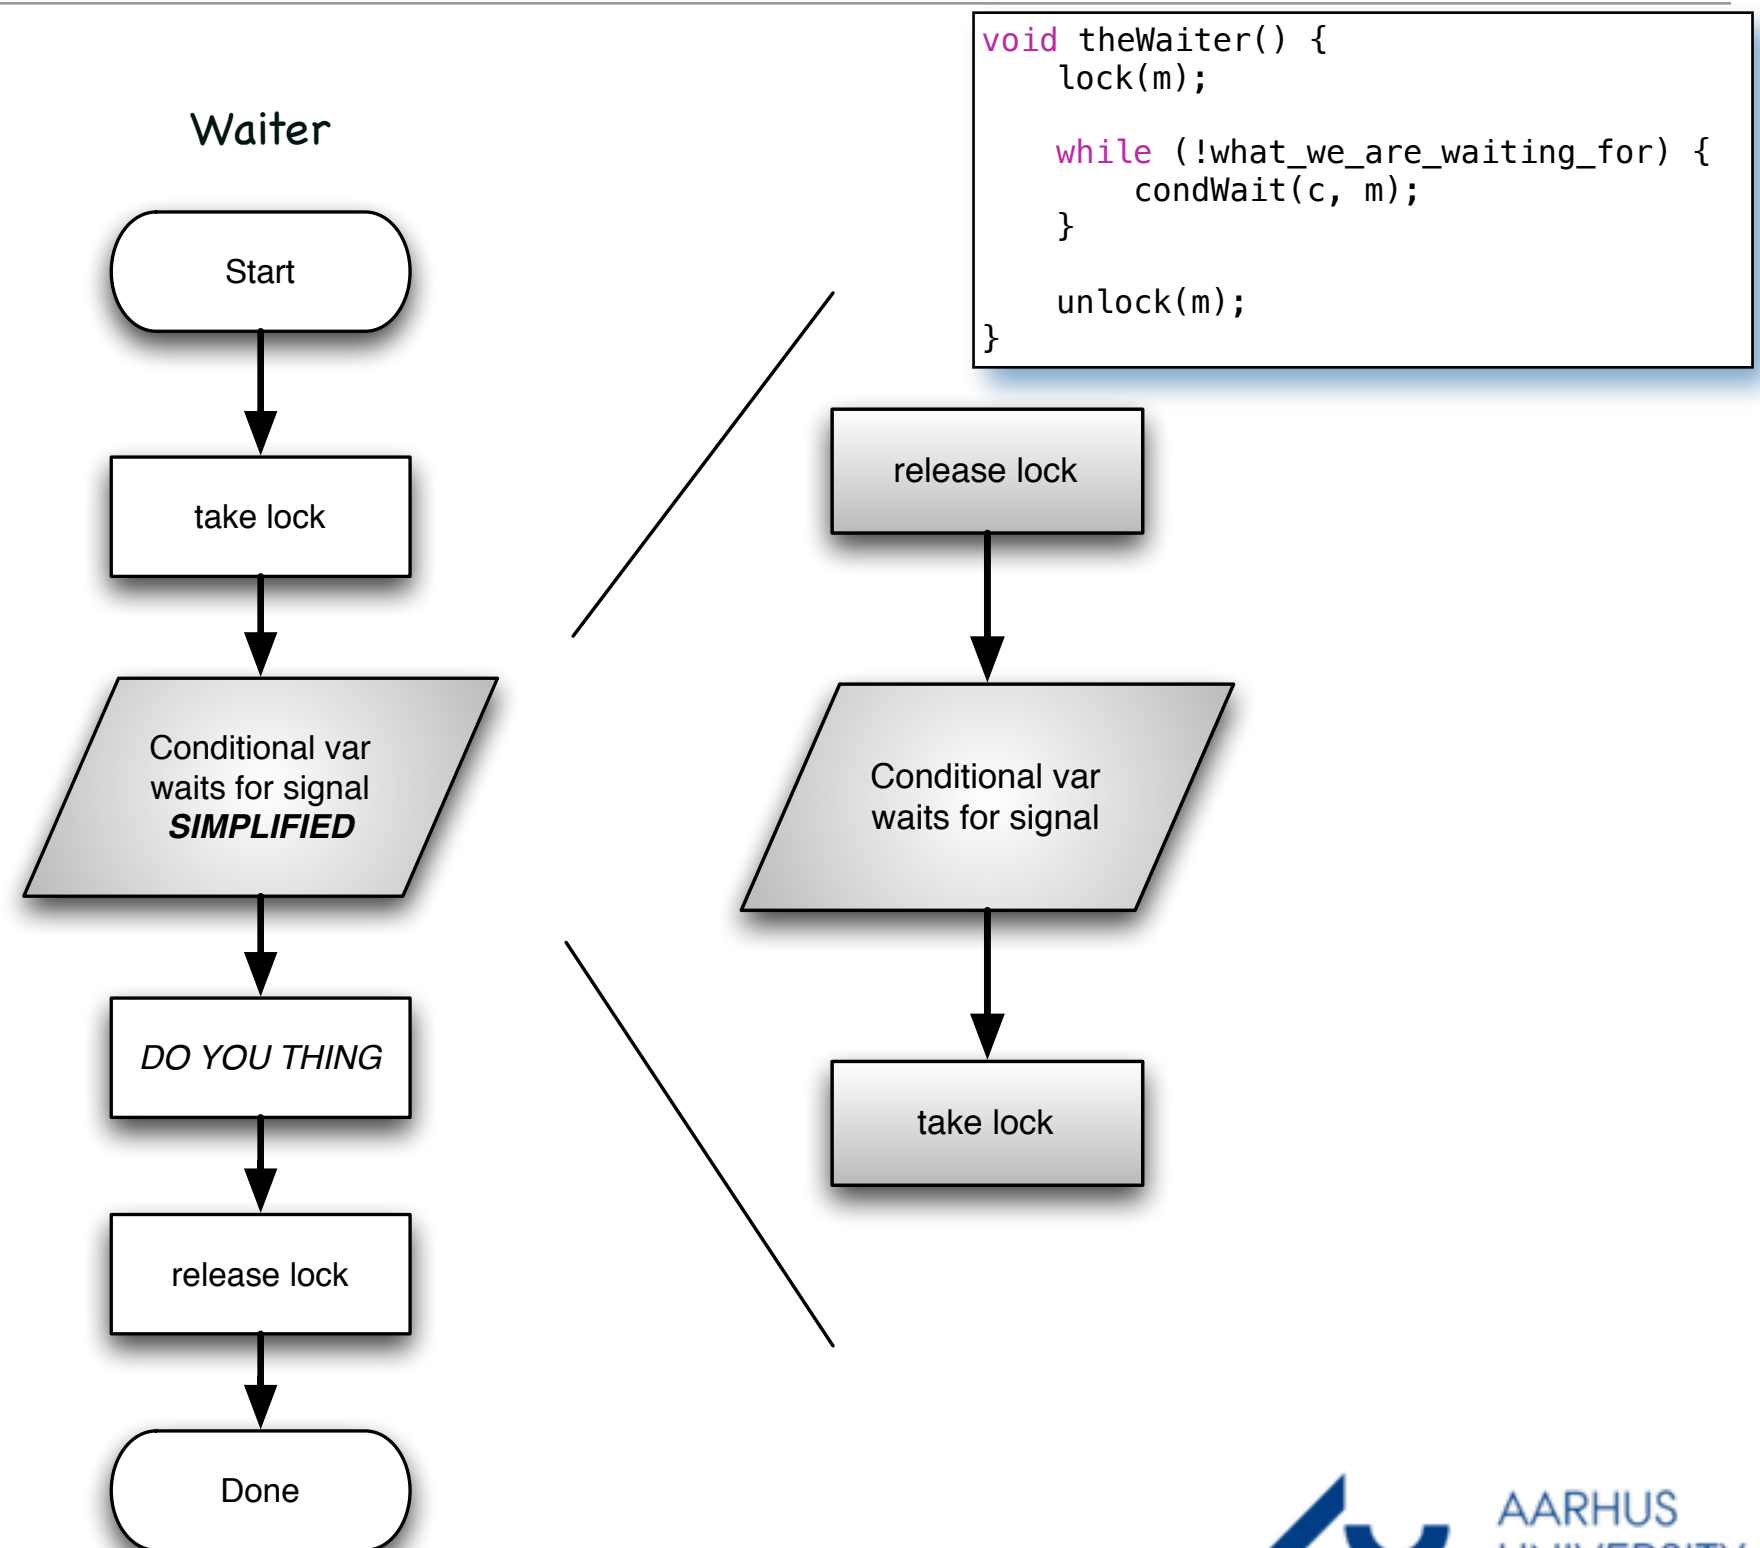 void theWaiter() {
    lock(m);
    while (!what_we_are_waiting_for) {
        condWait(c, m);
    }
    unlock(m);
}
Waiter
Start
take lock
Conditional var
waits for signal
SIMPLIFIED
DO YOU THING
release lock
Done
release lock
Conditional var
waits for signal
take lock
AARHUS
UNIVERSITY